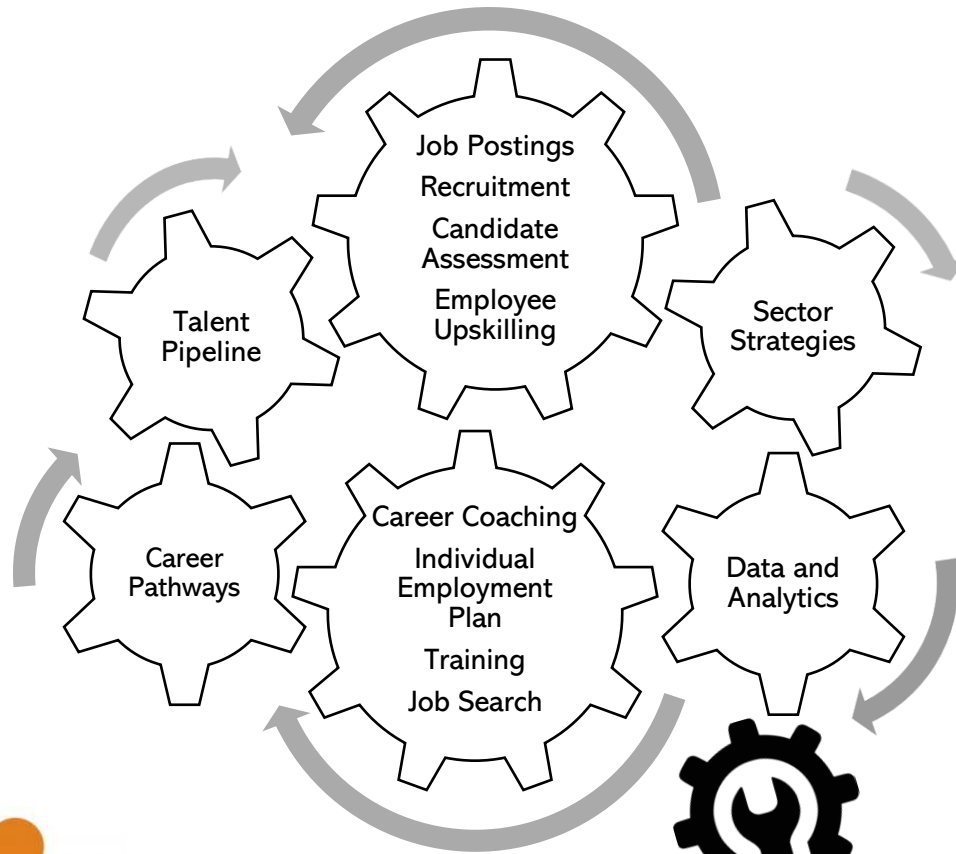 Job Postings
Recruitment
Candidate
Assessment
Employee
Upskilling
Talent
Pipeline
Sector
Strategies
Career Coaching
Individual
Employment
Plan
Training
Job Search
Career
Pathways
Data and
Analytics